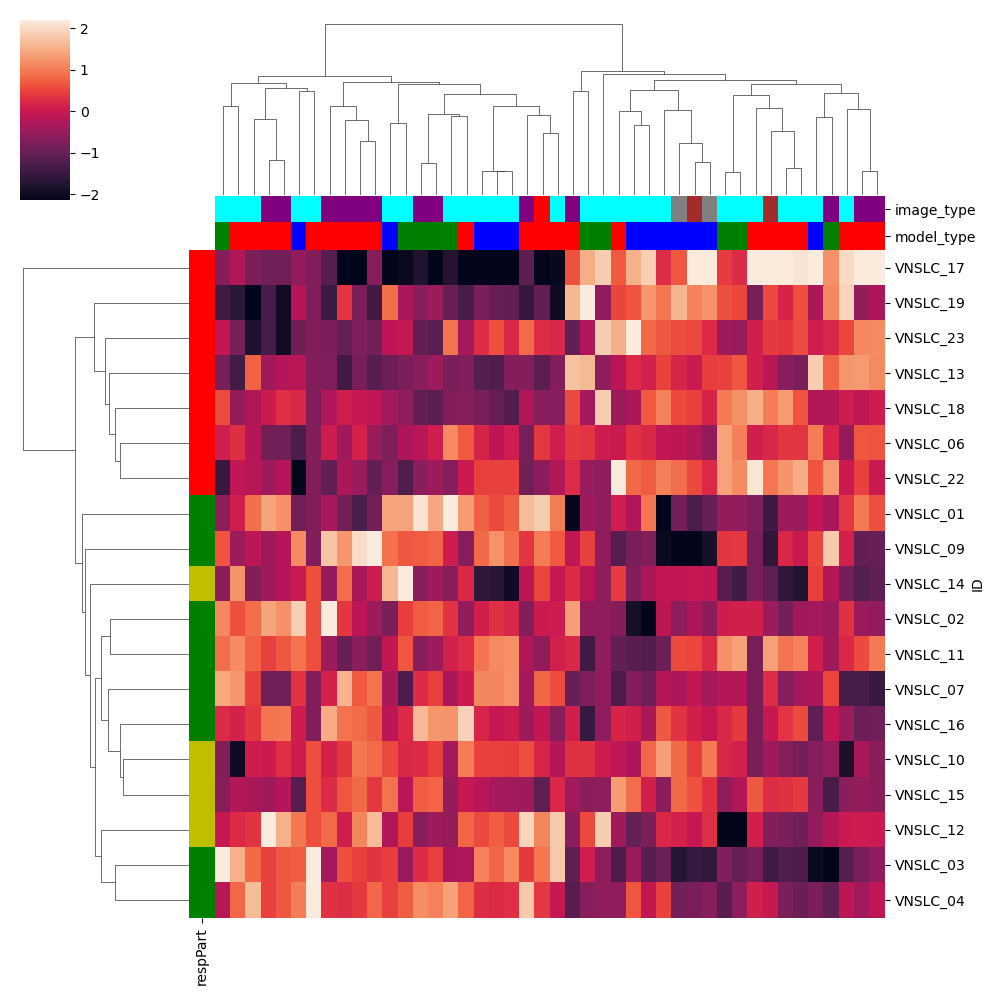 2
1
0
−1
−2
image_type
model_type
VNSLC_17
VNSLC_19
VNSLC_23
VNSLC_13
VNSLC_18
VNSLC_06
VNSLC_22
VNSLC_01
VNSLC_09
VNSLC_14
VNSLC_02
VNSLC_11
VNSLC_07
VNSLC_16
VNSLC_10
VNSLC_15
VNSLC_12
VNSLC_03
VNSLC_04
ID
respPart